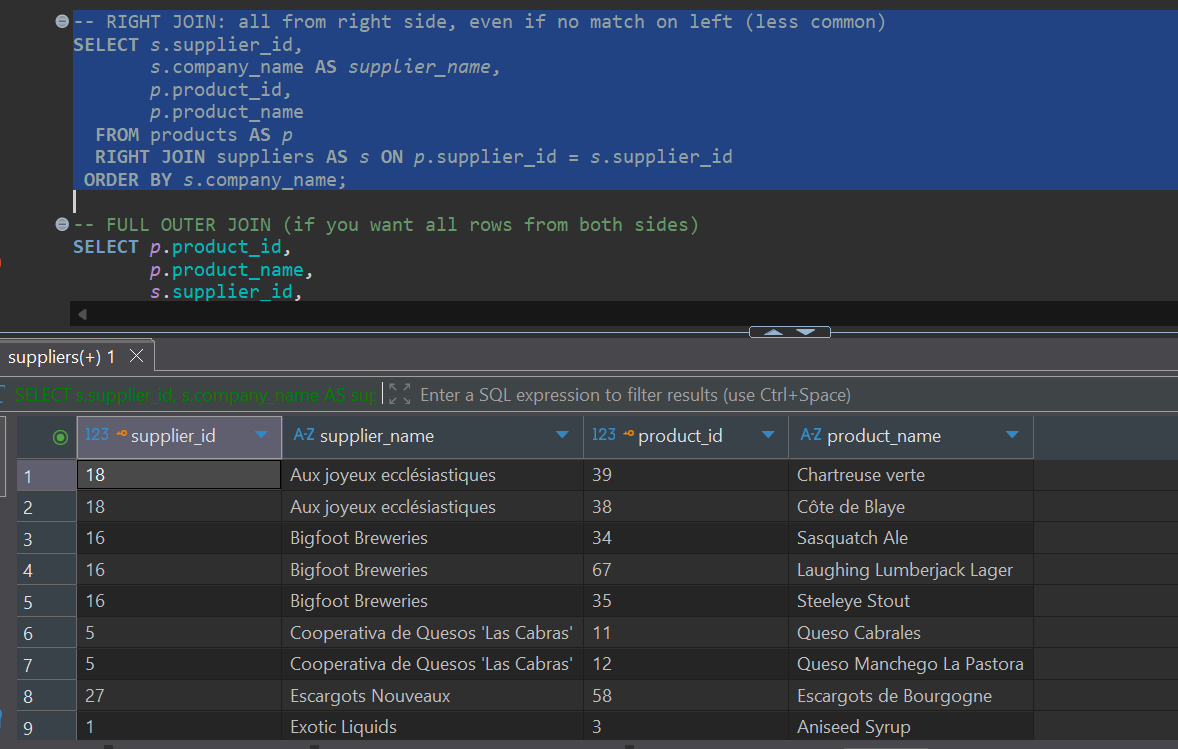 -- RIGHT JOIN: all from right side, even if no match on left (less common)
SELECT s.supplier_id,
s.company_name AS supplier_name,
p.product_id,
p.product_name
FROM products AS p
RIGHT JOIN suppliers AS s ON p.supplier_id = s.supplier_id
ORDER BY s.company_name;
-- FULL OUTER JOIN (if you want all rows from both sides)
SELECT p.product_id,
p.product_name,
s.supplier_id,
suppliers(+) 1
SELECT s.supplier_id, s.company_name AS sup Enter a SQL expression to filter results (use Ctrl+Space)
123 supplier_id A-Z supplier_name 123 product_id A-Z product_name
1 18 Aux joyeux ecclésiastiques 39 Chartreuse verte
2 18 Aux joyeux ecclésiastiques 38 Côte de Blaye
3 16 Bigfoot Breweries 34 Sasquatch Ale
4 16 Bigfoot Breweries 67 Laughing Lumberjack Lager
5 16 Bigfoot Breweries 35 Steeleye Stout
6 5 Cooperativa de Quesos 'Las Cabras' 11 Queso Cabrales
7 5 Cooperativa de Quesos 'Las Cabras' 12 Queso Manchego La Pastora
8 27 Escargots Nouveaux 58 Escargots de Bourgogne
9 1 Exotic Liquids 3 Aniseed Syrup